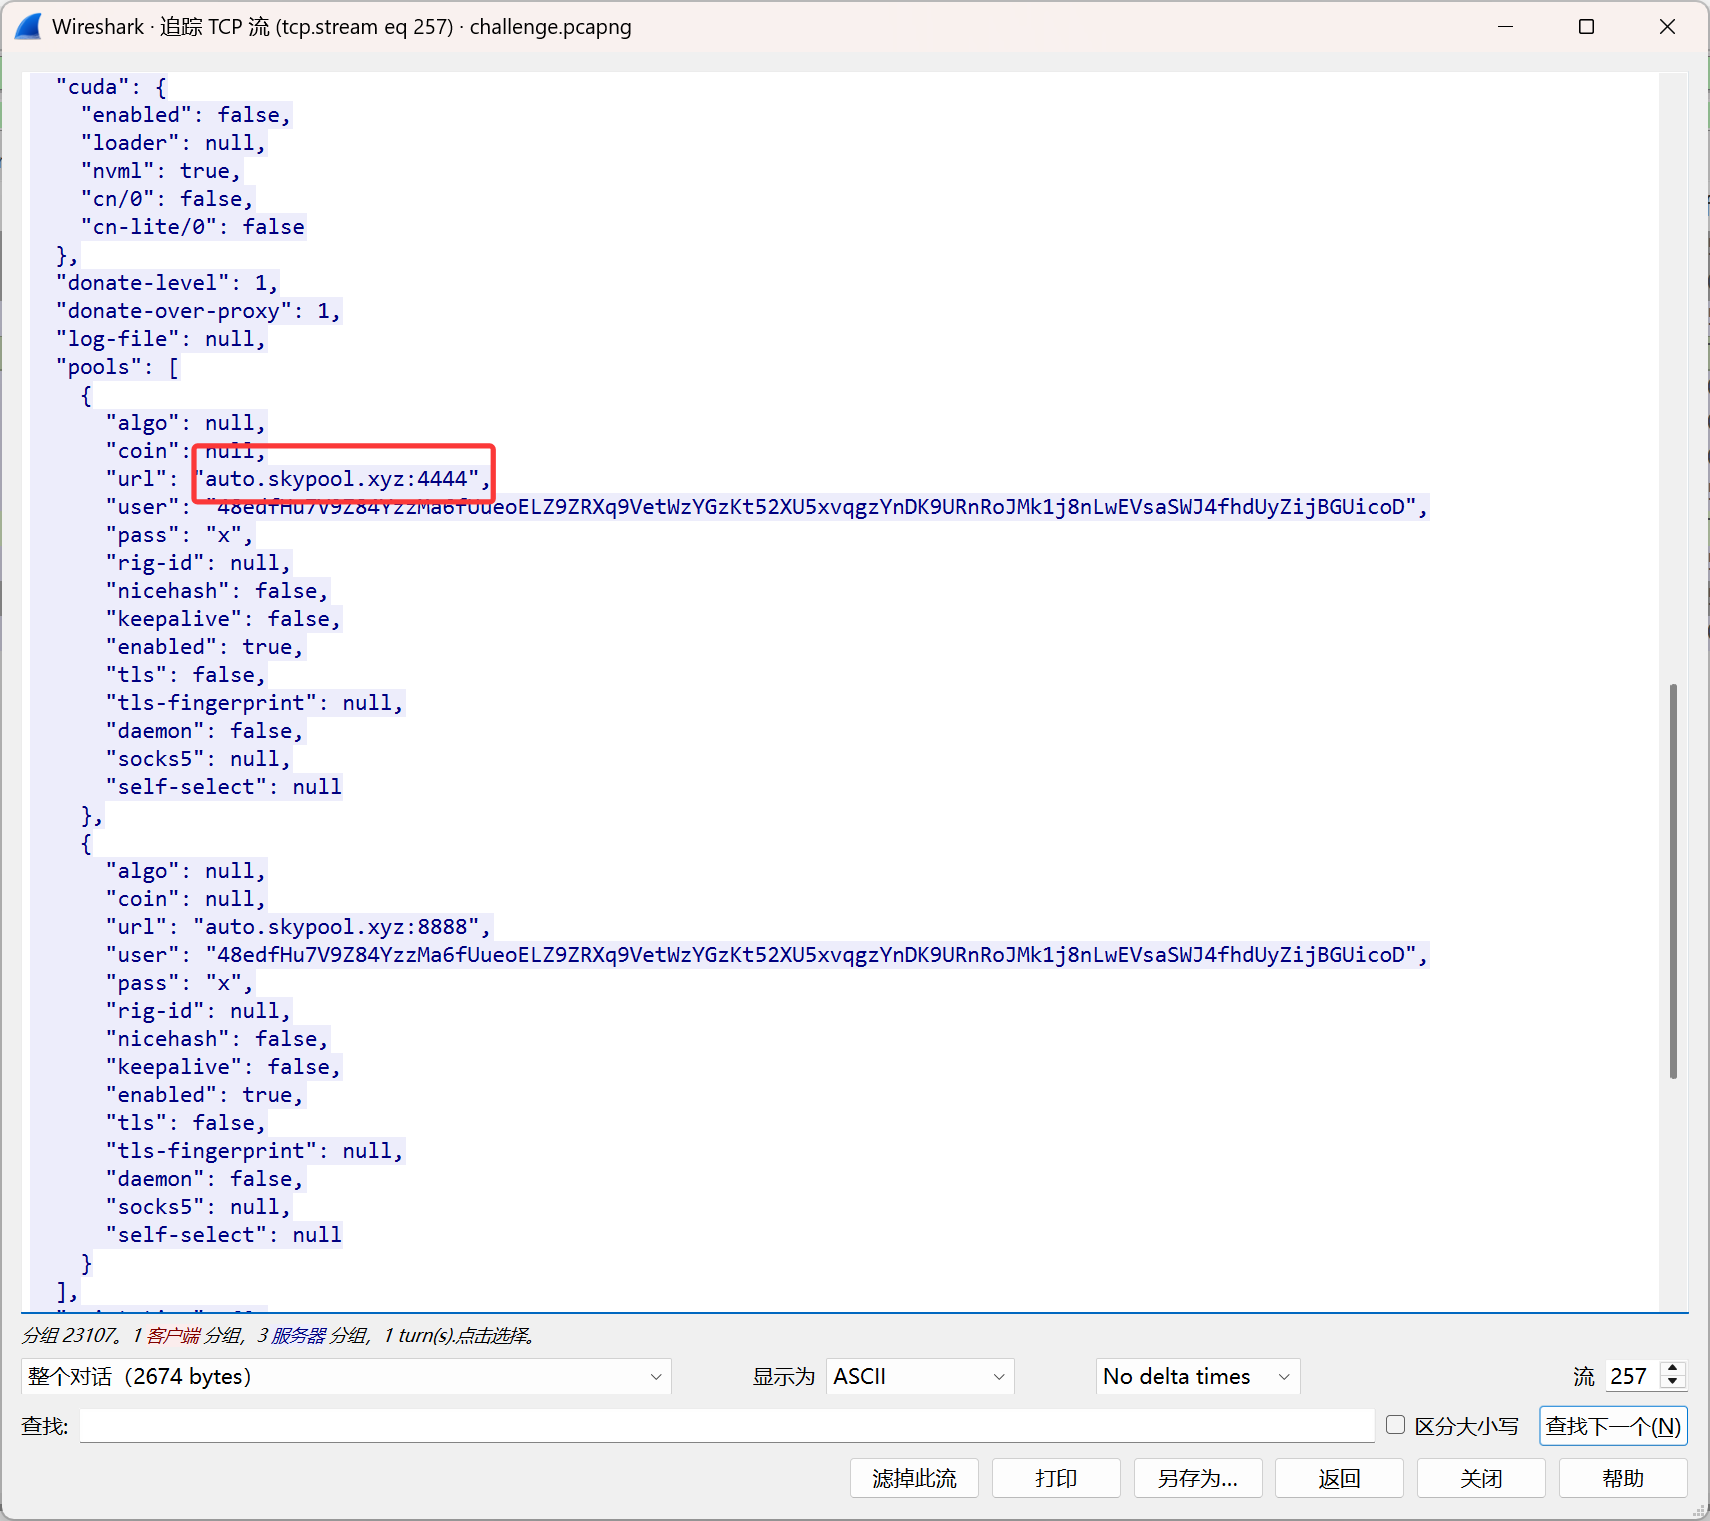 Wireshark · 追踪 TCP 流 (tcp.stream eq 257) · challenge.pcapng
"cuda": {
"enabled": false,
"loader": null,
"nvml": true,
"cn/0": false,
"cn-lite/0": false
},
"donate-level": 1,
"donate-over-proxy": 1,
"log-file": null,
"pools": [
{
"algo": null,
"coin": null,
"url": "auto.skypool.xyz:4444",
"user": "48edfHu7V9Z84YzzMa6fUueoELZ9ZRXq9VetWzYGzKt52XU5xvqgzYnDK9URnRoJMk1j8nLwEVsaSWJ4fhdUyZijBGUicoD",
"pass": "x",
"rig-id": null,
"nicehash": false,
"keepalive": false,
"enabled": true,
"tls": false,
"tls-fingerprint": null,
"daemon": false,
"socks5": null,
"self-select": null
},
{
"algo": null,
"coin": null,
"url": "auto.skypool.xyz:8888",
"user": "48edfHu7V9Z84YzzMa6fUueoELZ9ZRXq9VetWzYGzKt52XU5xvqgzYnDK9URnRoJMk1j8nLwEVsaSWJ4fhdUyZijBGUicoD",
"pass": "x",
"rig-id": null,
"nicehash": false,
"keepalive": false,
"enabled": true,
"tls": false,
"tls-fingerprint": null,
"daemon": false,
"socks5": null,
"self-select": null
}
],
分组 23107。1 客户端 分组，3 服务器 分组，1 turn(s).点击选择。
整个对话（2674 bytes） 显示为 ASCII No delta times 流 257
查找: 区分大小写 查找下一个(N)
滤掉此流 打印 另存为... 返回 关闭 帮助